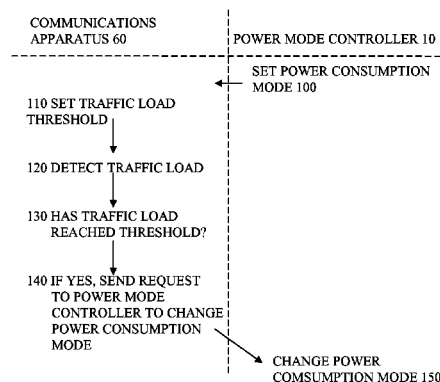 COMMUNICATIONS
APPARATUS 60
POWER MODE CONTROLLER 10
SET POWER CONSUMPTION
MODE 100
110 SET TRAFFIC LOAD
THRESHOLD
120 DETECT TRAFFIC LOAD
130 HAS TRAFFIC LOAD
REACHED THRESHOLD?
140 IF YES, SEND REQUEST
TO POWER MODE
CONTROLLER TO CHANGE
POWER CONSUMPTION
MODE
CHANGE POWER
COMSUMPTION MODE 150